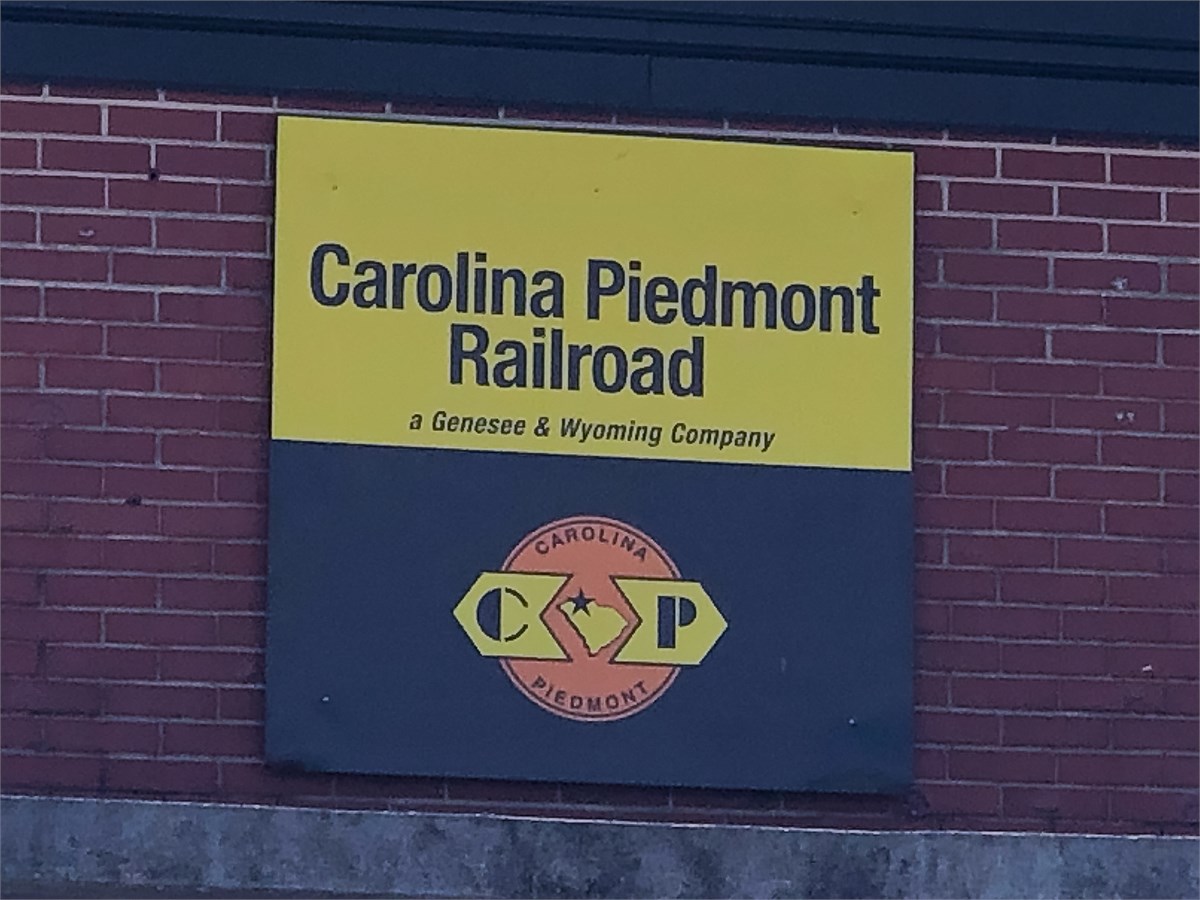 Carolina Piedmont
Railroad
a Genesee & Wyoming Company
CAROLINA
C P
PIEDMONT